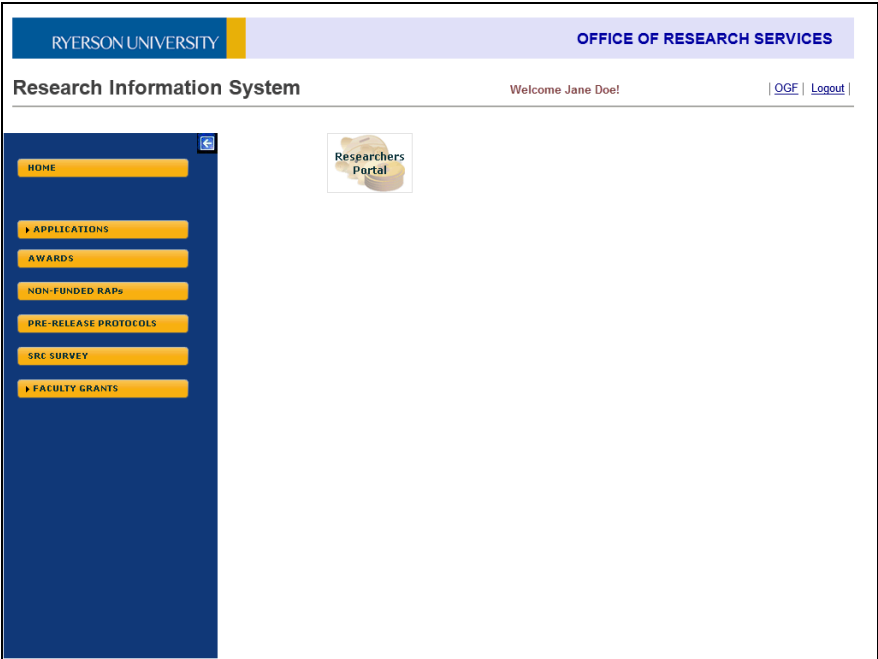 RYERSON UNIVERSITY
OFFICE OF RESEARCH SERVICES
Research Information System
Welcome Jane Doe!
| OGF | Logout |
Researchers
Portal
HOME
APPLICATIONS
AWARDS
NON-FUNDED RAPs
PRE-RELEASE PROTOCOLS
SRC SURVEY
FACULTY GRANTS